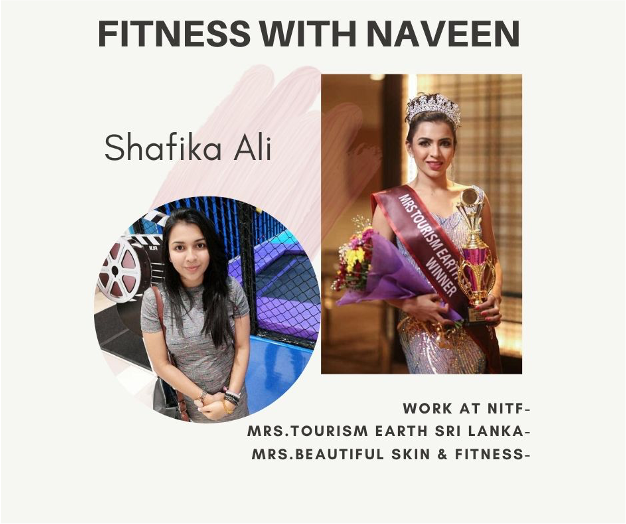 FITNESS WITH NAVEEN
Shafika Ali
MRS TOURISM EARTH
WINNER
WORK AT NITF-
MRS.TOURISM EARTH SRI LANKA-
MRS.BEAUTIFUL SKIN & FITNESS-